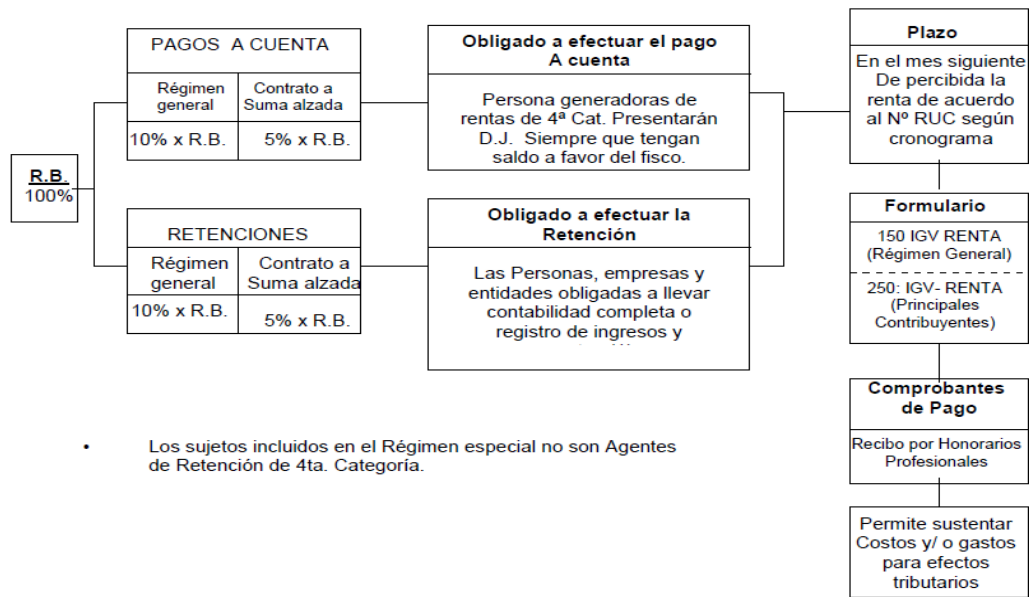 R.B.
100%
PAGOS A CUENTA
Régimen
general
Contrato a
Suma alzada
10% x R.B.
5% x R.B.
Obligado a efectuar el pago
A cuenta
Persona generadoras de
rentas de 4ª Cat. Presentarán
D.J. Siempre que tengan
saldo a favor del fisco.
RETENCIONES
Régimen
general
Contrato a
Suma alzada
10% x R.B.
5% x R.B.
Obligado a efectuar la
Retención
Las Personas, empresas y
entidades obligadas a llevar
contabilidad completa o
registro de ingresos y
Plazo
En el mes siguiente
De percibida la
renta de acuerdo
al Nº RUC según
cronograma
Formulario
150 IGV RENTA
(Régimen General)
250: IGV- RENTA
(Principales
Contribuyentes)
Comprobantes
de Pago
Recibo por Honorarios
Profesionales
Permite sustentar
Costos y/ o gastos
para efectos
tributarios
• Los sujetos incluidos en el Régimen especial no son Agentes
de Retención de 4ta. Categoría.